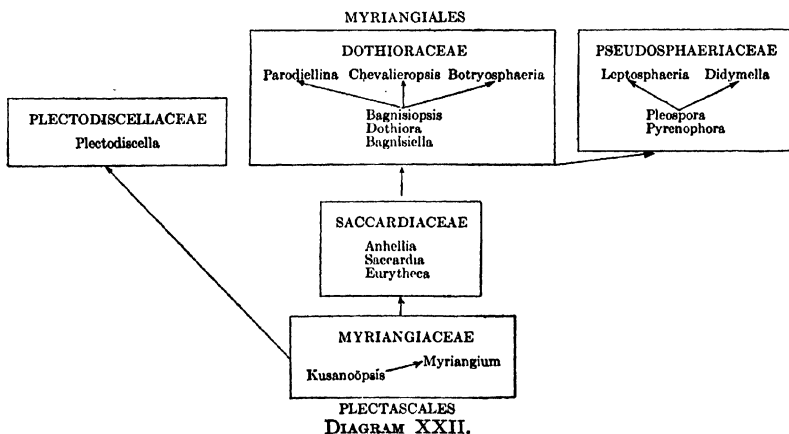 MYRIANGIALES
DOTHIORACEAE
Parodiellina Chevalieropsis Botryosphaeria
Bagnisiopsis
Dothiora
Bagnisiella
PSEUDOSPHAERIACEAE
Leptosphaeria Didymella
Pleospora
Pyrenophora
PLECTODISCELLACEAE
Plectodiscella
SACCARDIACEAE
Anhellia
Saccardia
Eurytheca
MYRIANGIACEAE
Kusanoöpsis Myriangium
PLECTASCALES
DIAGRAM XXII.